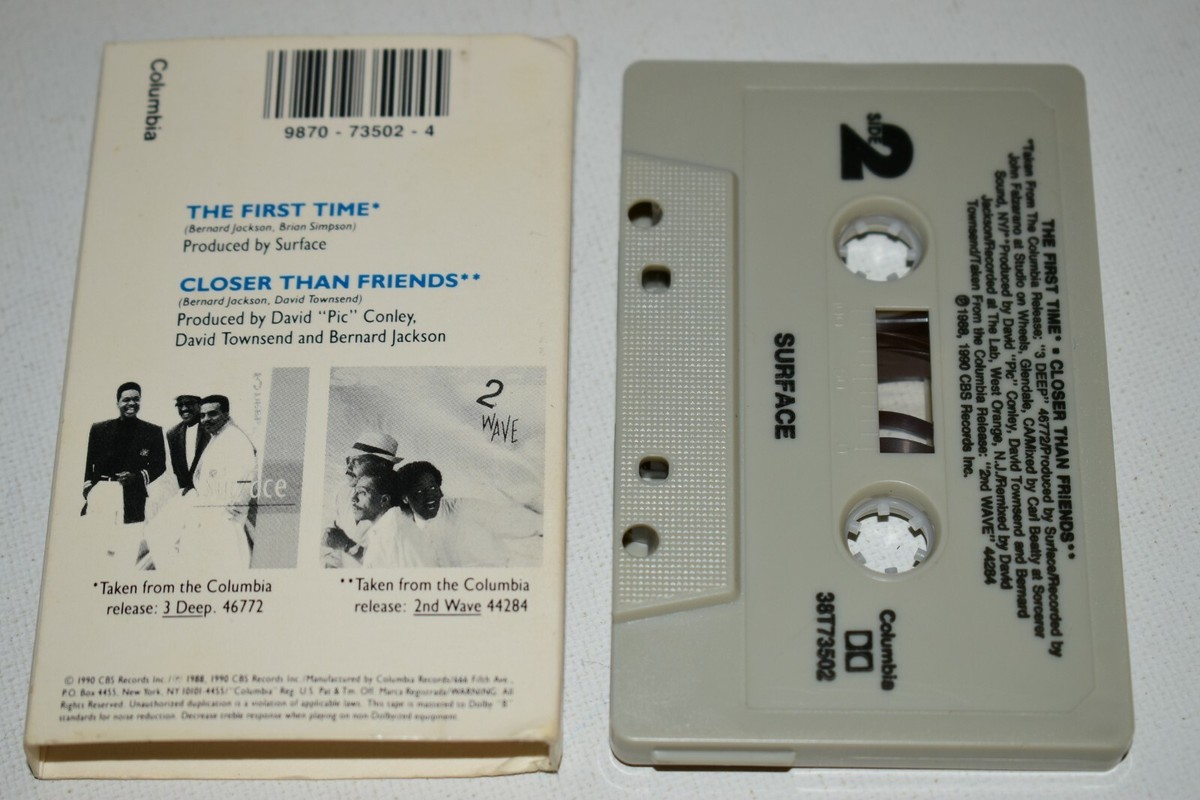 Columbia
9870 - 73502 - 4
THE FIRST TIME*
(Bernard Jackson, Brian Simpson)
Produced by Surface
CLOSER THAN FRIENDS**
(Bernard Jackson, David Townsend)
Produced by David "Pic" Conley,
David Townsend and Bernard Jackson
surface
2
WAVE
*Taken from the Columbia
release: 3 Deep. 46772
**Taken from the Columbia
release: 2nd Wave 44284
© 1990 CBS Records Inc./℗ 1988, 1990 CBS Records Inc./Manufactured by Columbia Records/666 Fifth Ave.,
P.O. Box 4455, New York, NY 10101-4455/"Columbia" Reg. U.S. Pat & Tm. Off. Marca Registrada/WARNING: All
Rights Reserved. Unauthorized duplication is a violation of applicable laws. This tape is mastered to Dolby "B"
standards for noise reduction. Decrease treble response when playing on non-Dolbyized equipment.
SIDE
2
THE FIRST TIME* • CLOSER THAN FRIENDS**
*Taken From The Columbia Release: "3 DEEP" 46772/Produced by Surface/Recorded by
John Fabarano at Studio on Wheels, Glendale, CA/Mixed by Carl Beatty at Sorcerer
Sound, NY/**Produced by David "Pic" Conley, David Townsend and Bernard
Jackson/Recorded at The Lab, West Orange, N.J./Remixed by David
Townsend/Taken From the Columbia Release: "2nd WAVE" 44284
℗1988, 1990 CBS Records Inc.
SURFACE
Columbia
38T73502